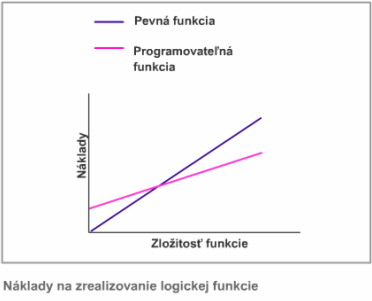 Pevná funkcia
Programovateľná
funkcia
Náklady
Zložitosť funkcie
Náklady na zrealizovanie logickej funkcie